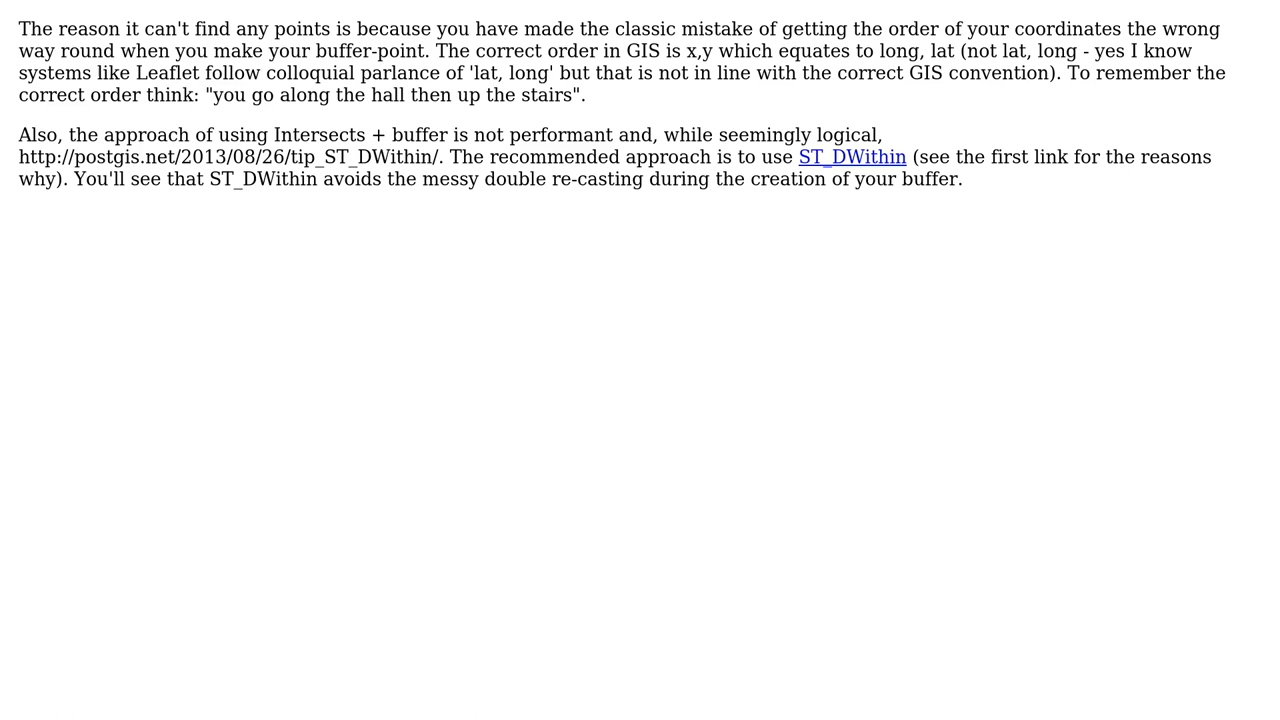 The reason it can't find any points is because you have made the classic mistake of getting the order of your coordinates the wrong
way round when you make your buffer-point. The correct order in GIS is x,y which equates to long, lat (not lat, long - yes I know
systems like Leaflet follow colloquial parlance of 'lat, long' but that is not in line with the correct GIS convention). To remember the
correct order think: "you go along the hall then up the stairs".
Also, the approach of using Intersects + buffer is not performant and, while seemingly logical,
http://postgis.net/2013/08/26/tip_ST_DWithin/. The recommended approach is to use ST_DWithin (see the first link for the reasons
why). You'll see that ST_DWithin avoids the messy double re-casting during the creation of your buffer.